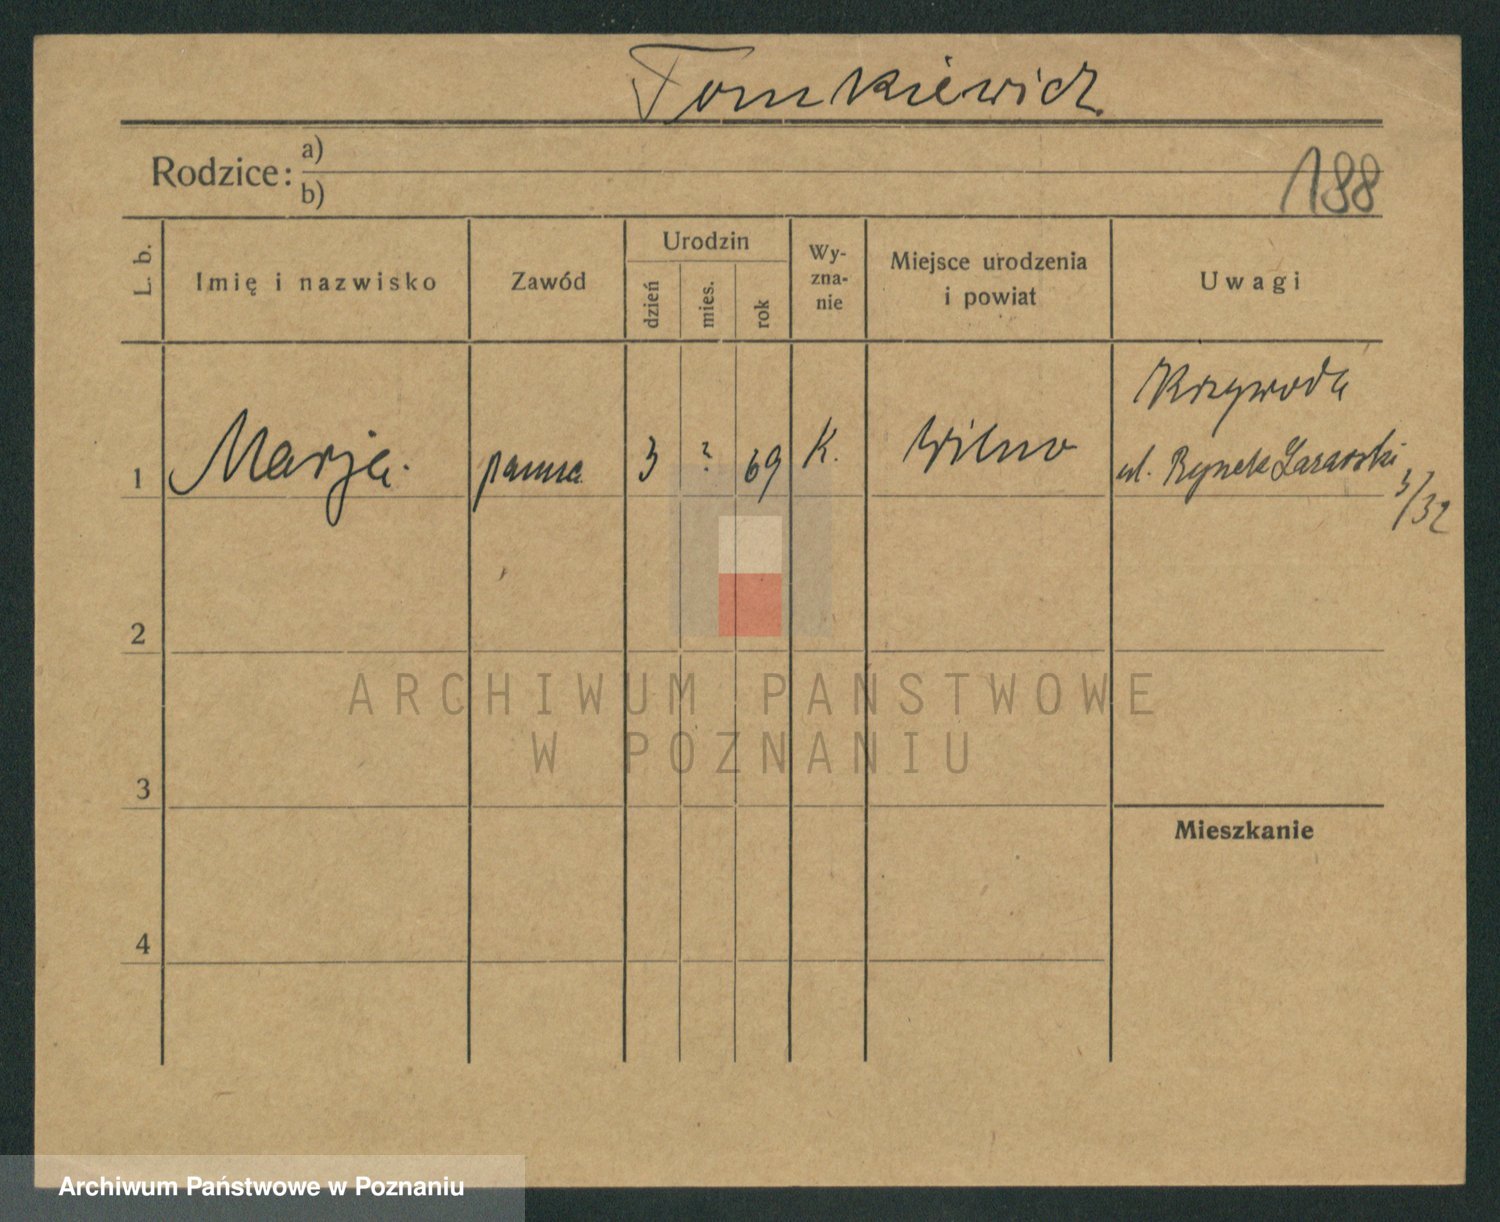 Tomkiewicz
Rodzice: a)
b)
188
L. b.
Imię i nazwisko
Zawód
Urodzin
dzień
mies.
rok
Wy-
zna-
nie
Miejsce urodzenia
i powiat
Uwagi
1 Marja. panna 3 ? 69 K. Wilno
Krzywoda
ul. Rynek Łazarski
3/32
2
3
4
Mieszkanie
ARCHIWUM PAŃSTWOWE
W POZNANIU
Archiwum Państwowe w Poznaniu